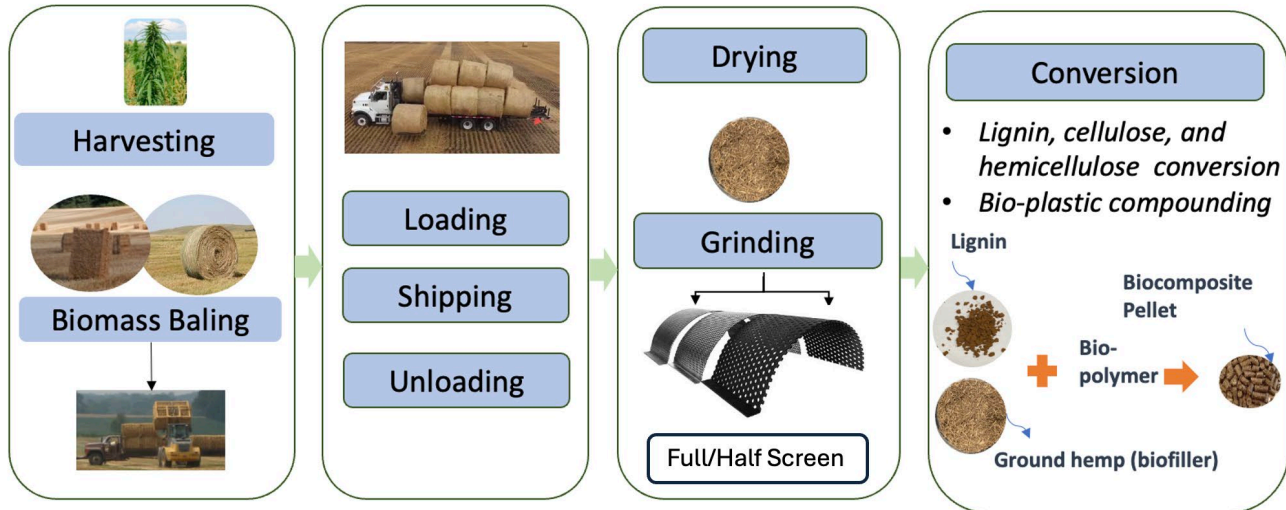 Harvesting
Biomass Baling
Loading
Shipping
Unloading
Drying
Grinding
Full/Half Screen
Conversion
• Lignin, cellulose, and
hemicellulose conversion
• Bio-plastic compounding
Lignin
Biocomposite
Pellet
Bio-
polymer
Ground hemp (biofiller)